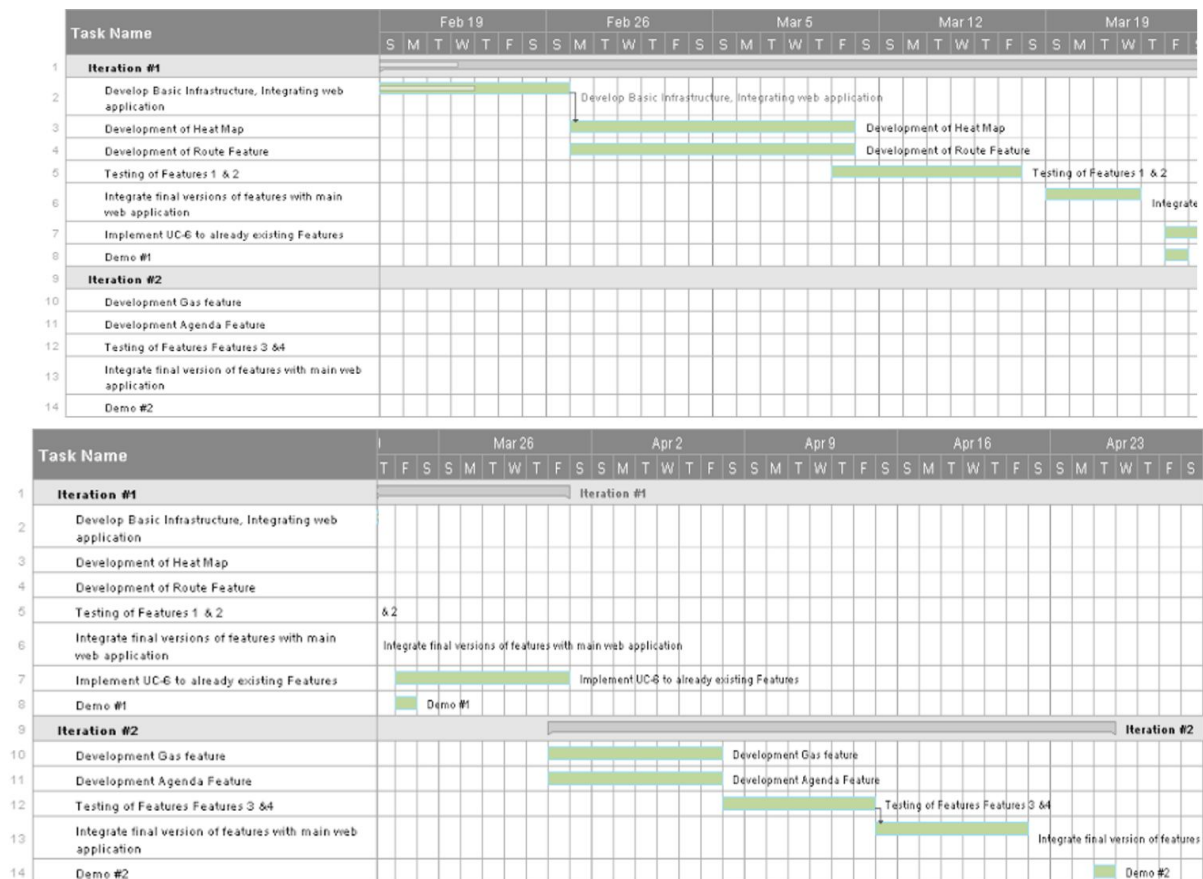 Task Name
Feb 19 Feb 26 Mar 5 Mar 12 Mar 19
S M T W T F S S M T W T F S S M T W T F S S M T W T F S S M T W T F
1 Iteration #1
2 Develop Basic Infrastructure, Integrating web
application
Develop Basic Infrastructure, Integrating web application
3 Development of Heat Map Development of Heat Map
4 Development of Route Feature Development of Route Feature
5 Testing of Features 1 & 2 Testing of Features 1 & 2
6 Integrate final versions of features with main
web application
Integrate
7 Implement UC-6 to already existing Features
8 Demo #1
9 Iteration #2
10 Development Gas feature
11 Development Agenda Feature
12 Testing of Features Features 3 &4
13 Integrate final version of features with main web
application
14 Demo #2
Task Name
Mar 26 Apr 2 Apr 9 Apr 16 Apr 23
T F S S M T W T F S S M T W T F S S M T W T F S S M T W T F S S M T W T F S
1 Iteration #1 Iteration #1
2 Develop Basic Infrastructure, Integrating web
application
3 Development of Heat Map
4 Development of Route Feature
5 Testing of Features 1 & 2 & 2
6 Integrate final versions of features with main
web application
Integrate final versions of features with main web application
7 Implement UC-6 to already existing Features Implement UC-6 to already existing Features
8 Demo #1 Demo #1
9 Iteration #2 Iteration #2
10 Development Gas feature Development Gas feature
11 Development Agenda Feature Development Agenda Feature
12 Testing of Features Features 3 &4 Testing of Features Features 3 &4
13 Integrate final version of features with main web
application
Integrate final version of features
14 Demo #2 Demo #2